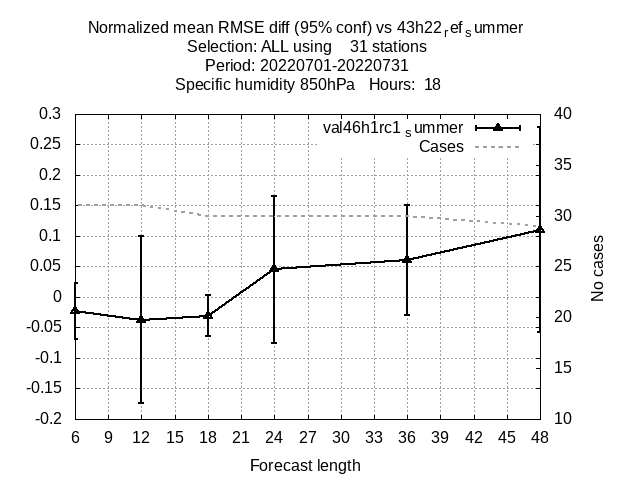 Normalized mean RMSE diff (95% conf) vs 43h22refsummer
Selection: ALL using 31 stations
Period: 20220701-20220731
Specific humidity 850hPa Hours: 18
0.3
0.25
0.2
0.15
0.1
0.05
0
-0.05
-0.1
-0.15
-0.2
val46h1rc1summer
Cases
40
35
30
25
20
15
10
No cases
6 9 12 15 18 21 24 27 30 33 36 39 42 45 48
Forecast length